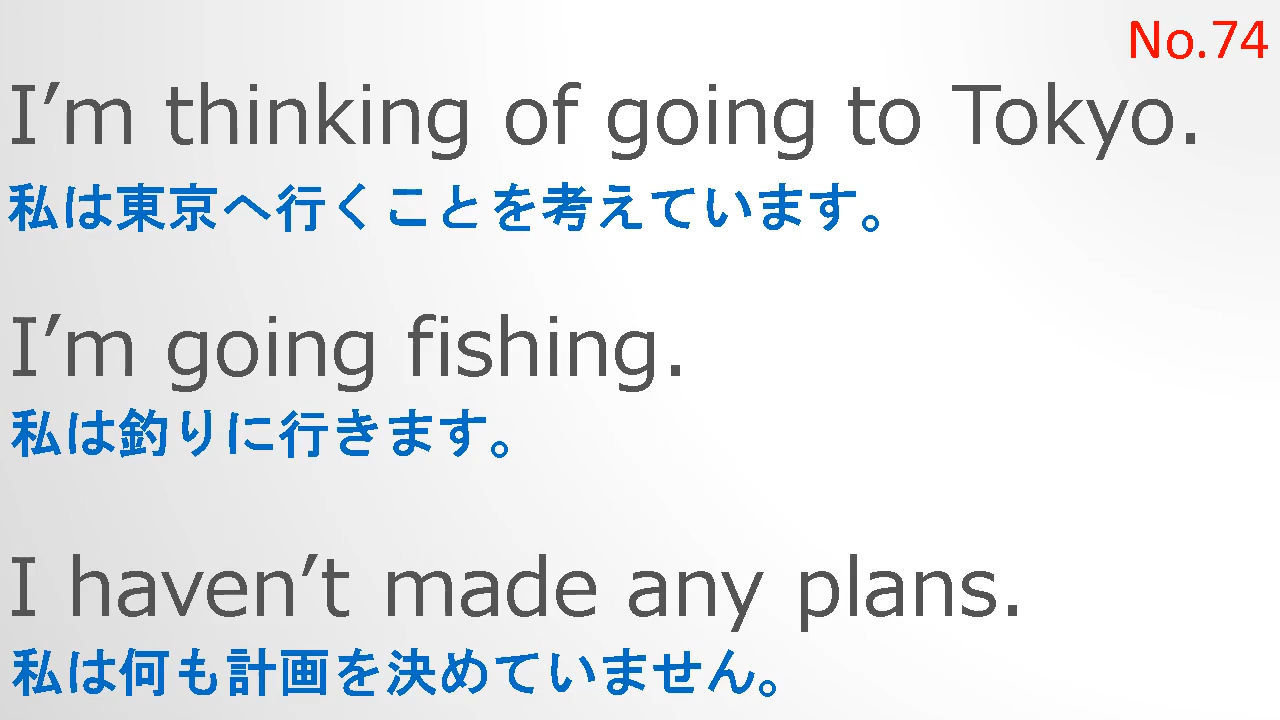 No.74
I’m thinking of going to Tokyo.
私は東京へ行くことを考えています。
I’m going fishing.
私は釣りに行きます。
I haven’t made any plans.
私は何も計画を決めていません。